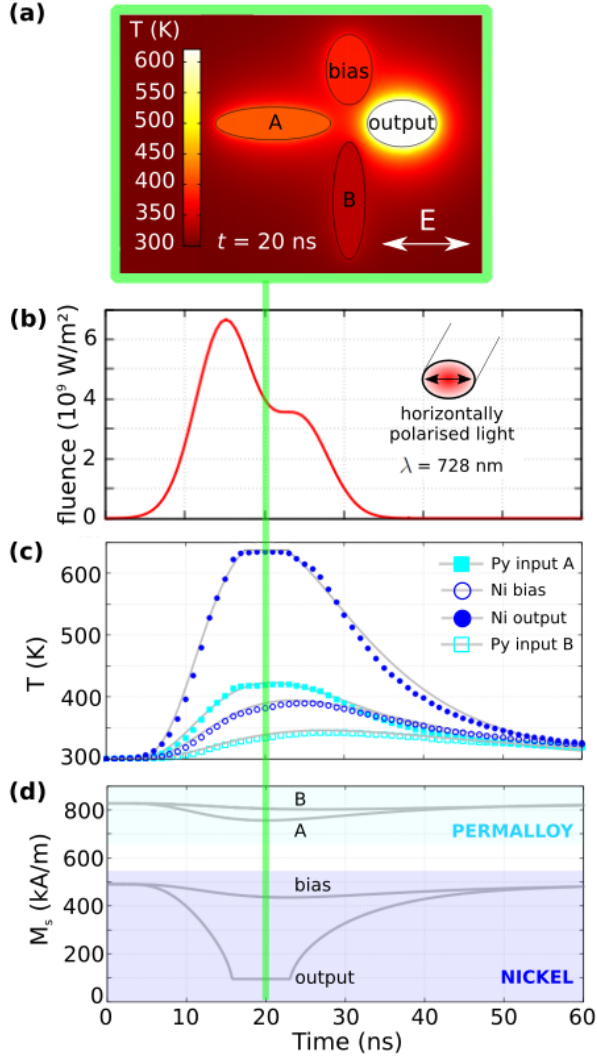 (a)
T (K)
600
550
500
450
400
350
300
bias
A
output
B
t = 20 ns
E
(b)
fluence (10⁹ W/m²)
6
4
2
0
horizontally
polarised light
λ = 728 nm
(c)
T (K)
600
500
400
300
Py input A
Ni bias
Ni output
Py input B
(d)
Mₛ (kA/m)
800
600
400
200
0
B
A
PERMALLOY
bias
output
NICKEL
0 10 20 30 40 50 60
Time (ns)